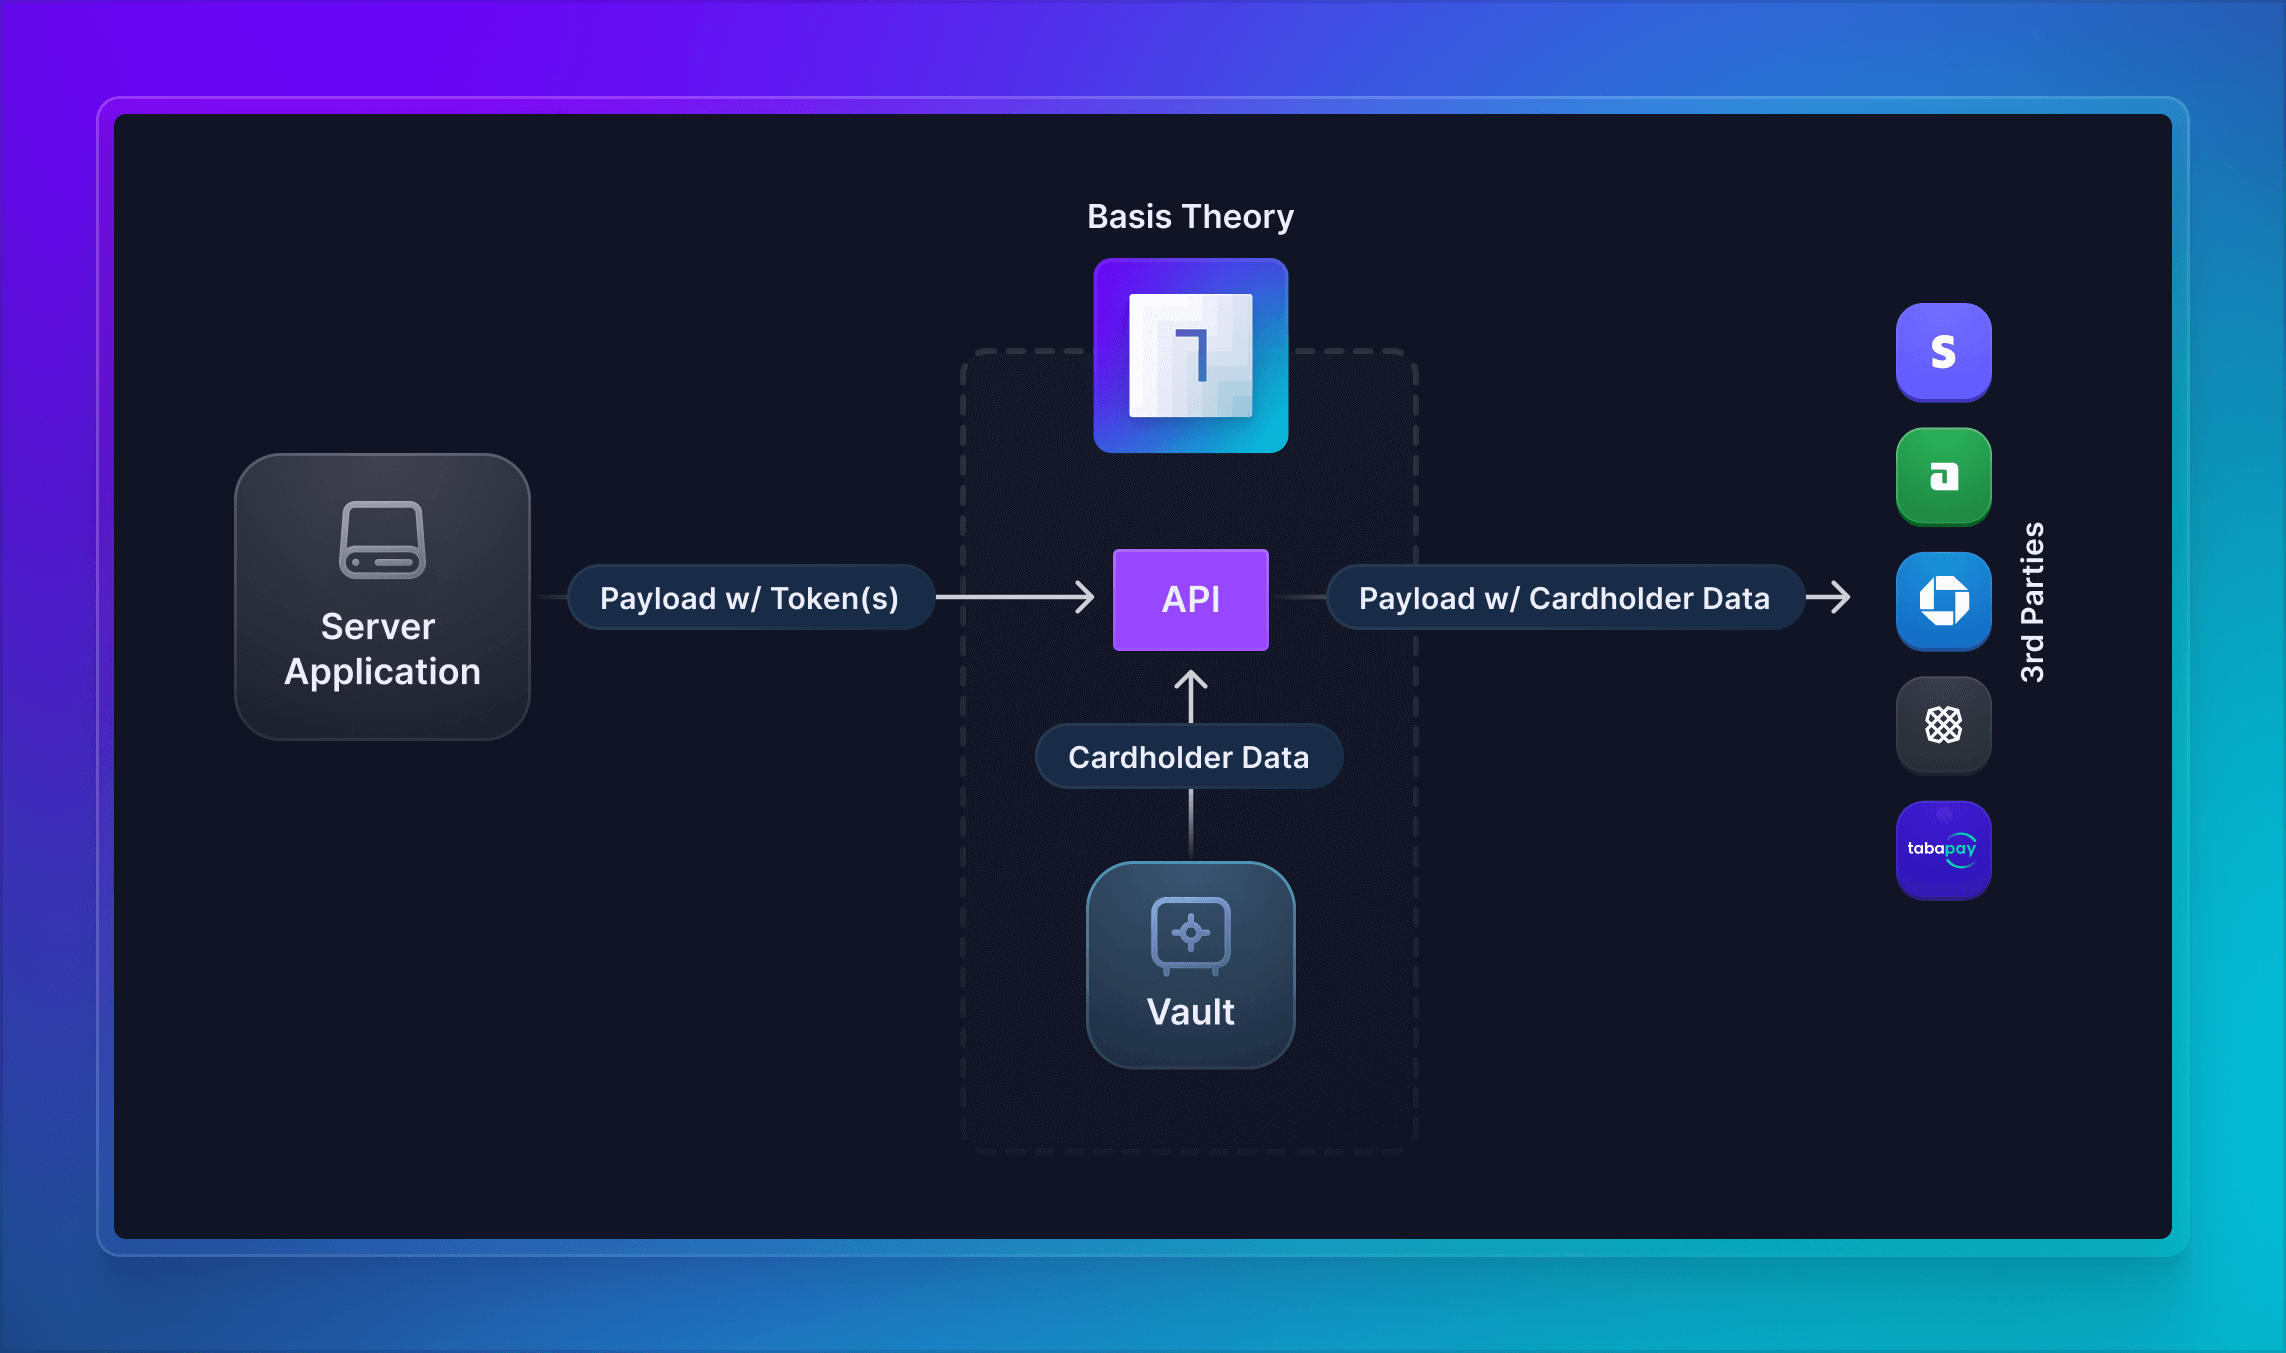 Basis Theory
S
a
Server
Application
Payload w/ Token(s)
API
Payload w/ Cardholder Data
3rd Parties
Cardholder Data
tabapay
Vault